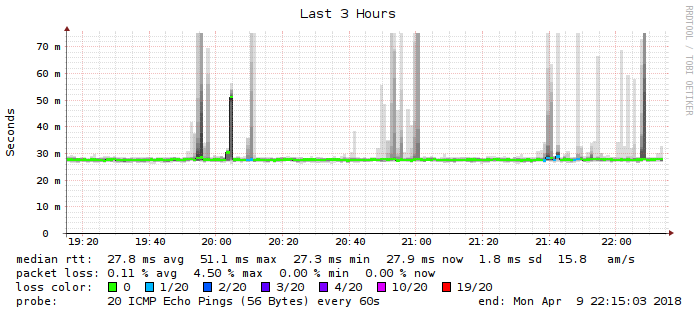 Last 3 Hours
RRDTOOL / TOBI OETIKER
Seconds
70 m
60 m
50 m
40 m
30 m
20 m
10 m
0
19:20 19:40 20:00 20:20 20:40 21:00 21:20 21:40 22:00
median rtt: 27.8 ms avg 51.1 ms max 27.3 ms min 27.9 ms now 1.8 ms sd 15.8 am/s
packet loss: 0.11 % avg 4.50 % max 0.00 % min 0.00 % now
loss color: 0 1/20 2/20 3/20 4/20 10/20 19/20
probe: 20 ICMP Echo Pings (56 Bytes) every 60s end: Mon Apr 9 22:15:03 2018